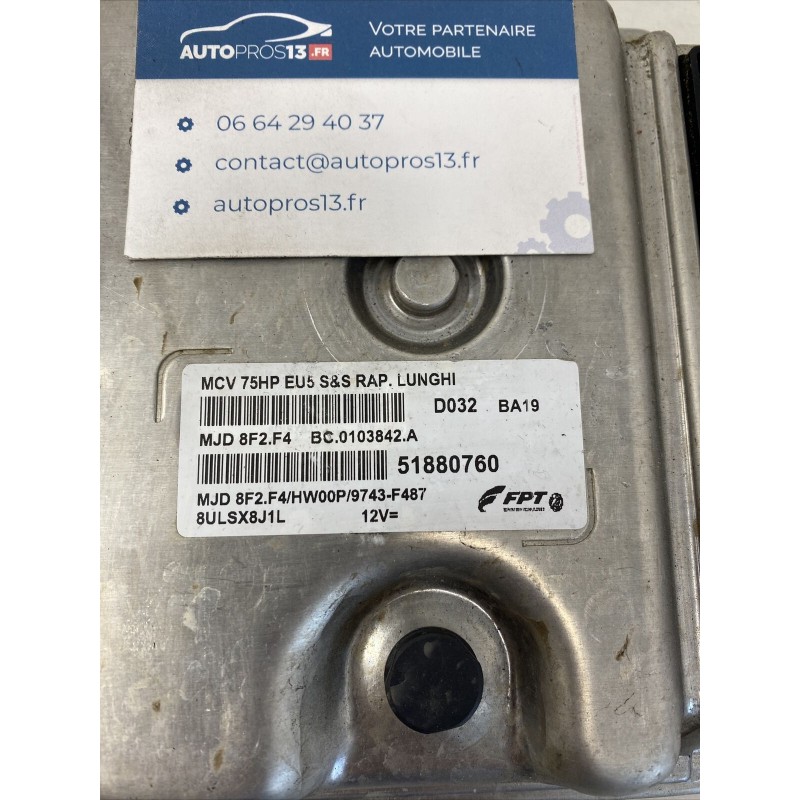 VOTRE PARTENAIRE
AUTOMOBILE
AUTOPROS13.FR
06 64 29 40 37
contact@autopros13.fr
autopros13.fr
MCV 75HP EU5 S&S RAP. LUNGHI
D032 BA19
MJD 8F2.F4 BC.0103842.A
51880760
MJD 8F2.F4/HW00P/9743-F487
8ULSX8J1L 12V=
FPT